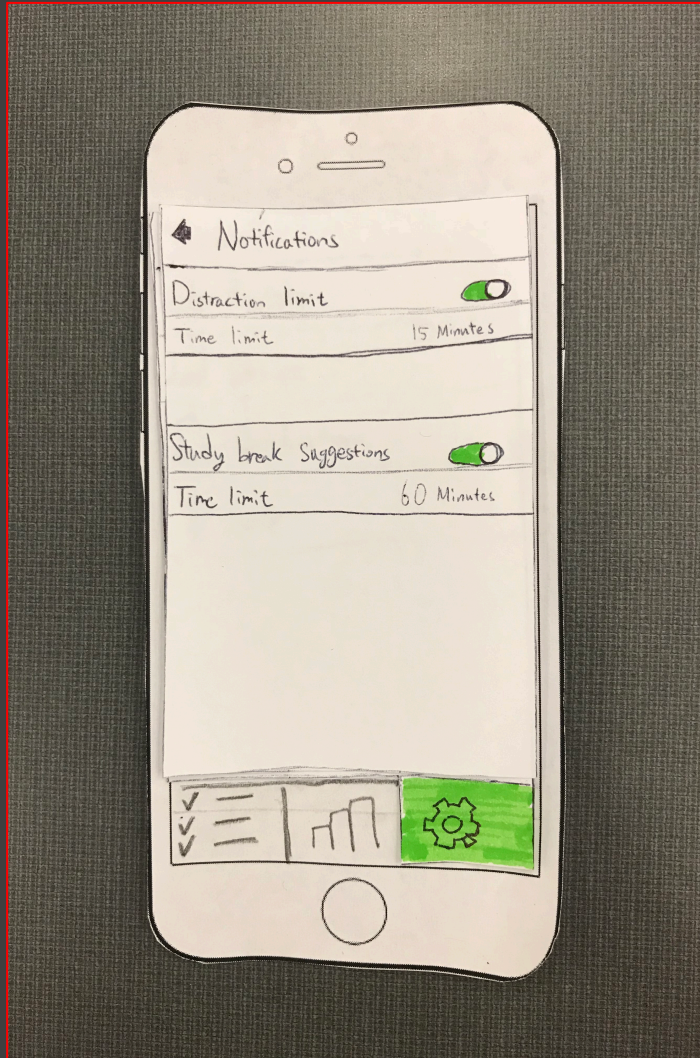 Notifications
Distraction limit
Time limit 15 Minutes
Study break Suggestions
Time limit 60 Minutes